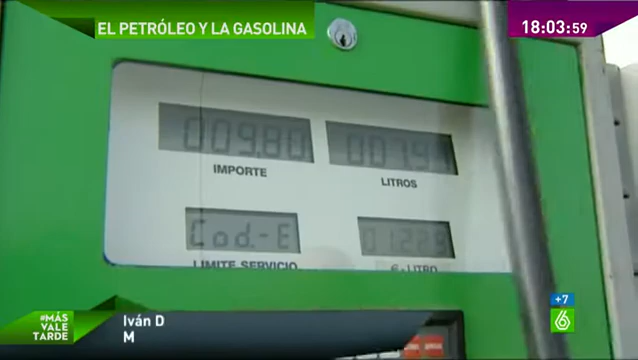 EL PETRÓLEO Y LA GASOLINA
18:03:59
009.80
IMPORTE
LITROS
Cod.-E
LIMITE SERVICIO
€-LITRO
+7
6
#MÁS
VALE
TARDE
Iván D
M